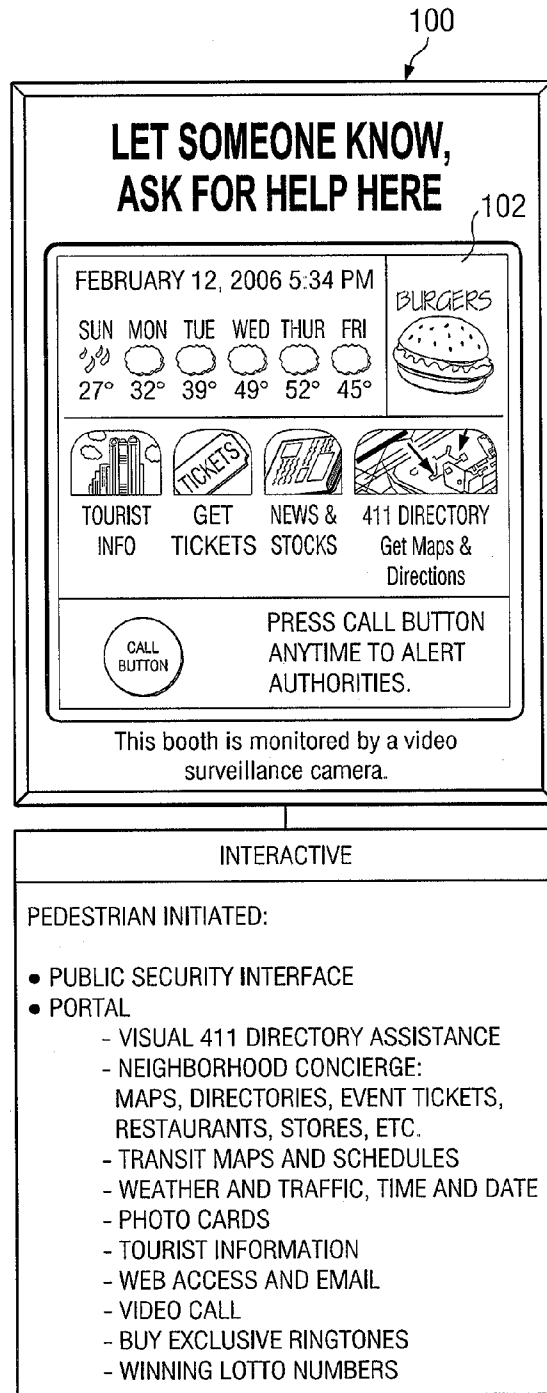 100
LET SOMEONE KNOW,
ASK FOR HELP HERE
102
FEBRUARY 12, 2006 5:34 PM
BURGERS
SUN MON TUE WED THUR FRI
27° 32° 39° 49° 52° 45°
TICKETS
TOURIST INFO
GET TICKETS
NEWS & STOCKS
411 DIRECTORY
Get Maps &
Directions
CALL
BUTTON
PRESS CALL BUTTON
ANYTIME TO ALERT
AUTHORITIES.
This booth is monitored by a video
surveillance camera.
INTERACTIVE
PEDESTRIAN INITIATED:
• PUBLIC SECURITY INTERFACE
• PORTAL
- VISUAL 411 DIRECTORY ASSISTANCE
- NEIGHBORHOOD CONCIERGE:
MAPS, DIRECTORIES, EVENT TICKETS,
RESTAURANTS, STORES, ETC.
- TRANSIT MAPS AND SCHEDULES
- WEATHER AND TRAFFIC, TIME AND DATE
- PHOTO CARDS
- TOURIST INFORMATION
- WEB ACCESS AND EMAIL
- VIDEO CALL
- BUY EXCLUSIVE RINGTONES
- WINNING LOTTO NUMBERS